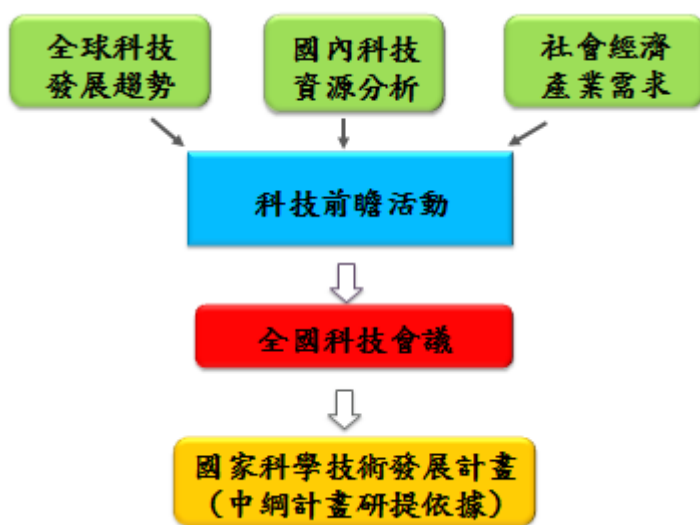 全球科技
發展趨勢
國內科技
資源分析
社會經濟
產業需求
科技前瞻活動
全國科技會議
國家科學技術發展計畫
（中綱計畫研提依據）